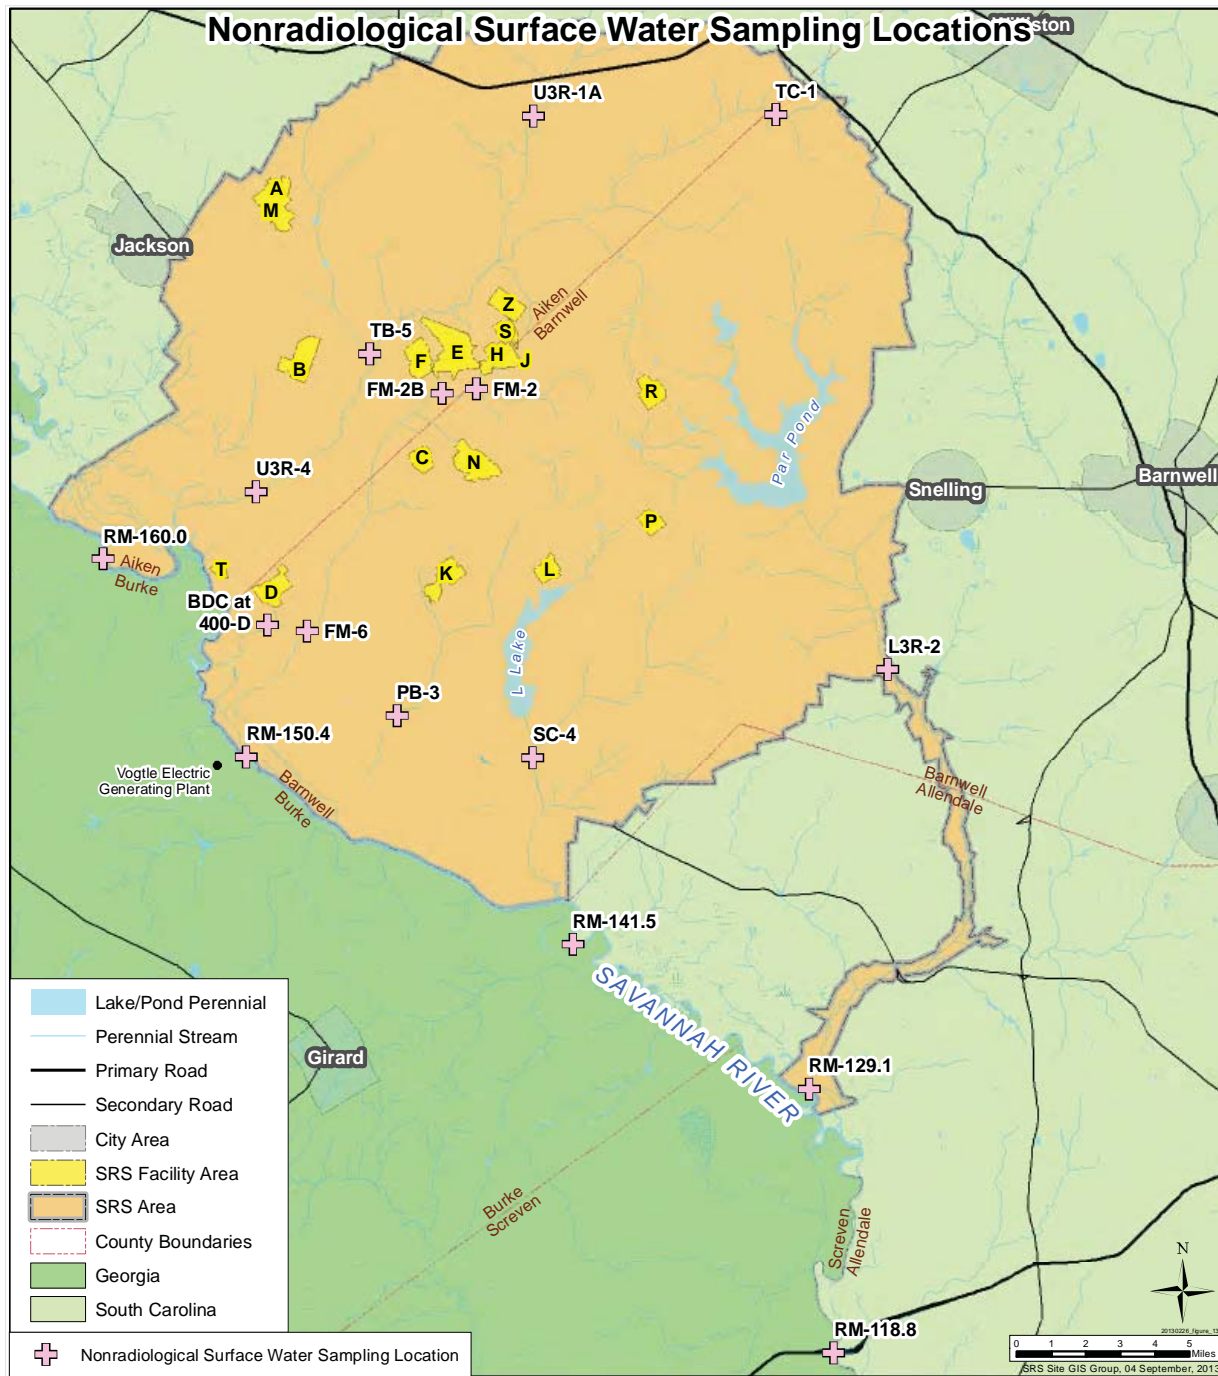 Nonradiological Surface Water Sampling Locations
U3R-1A
TC-1
A
M
Jackson
Z
Aiken
Barnwell
S
TB-5
F
E
H
J
B
FM-2B
FM-2
R
Par Pond
C
N
U3R-4
Snelling
Barnwell
P
RM-160.0
Aiken
Burke
T
D
K
L
BDC at
400-D
FM-6
L Lake
L3R-2
PB-3
RM-150.4
SC-4
Vogtle Electric
Generating Plant
Barnwell
Burke
Barnwell
Allendale
RM-141.5
SAVANNAH RIVER
Girard
RM-129.1
Burke
Screven
Screven
Allendale
RM-118.8
Lake/Pond Perennial
Perennial Stream
Primary Road
Secondary Road
City Area
SRS Facility Area
SRS Area
County Boundaries
Georgia
South Carolina
Nonradiological Surface Water Sampling Location
N
0 1 2 3 4 5
Miles
SRS Site GIS Group, 04 September, 2013